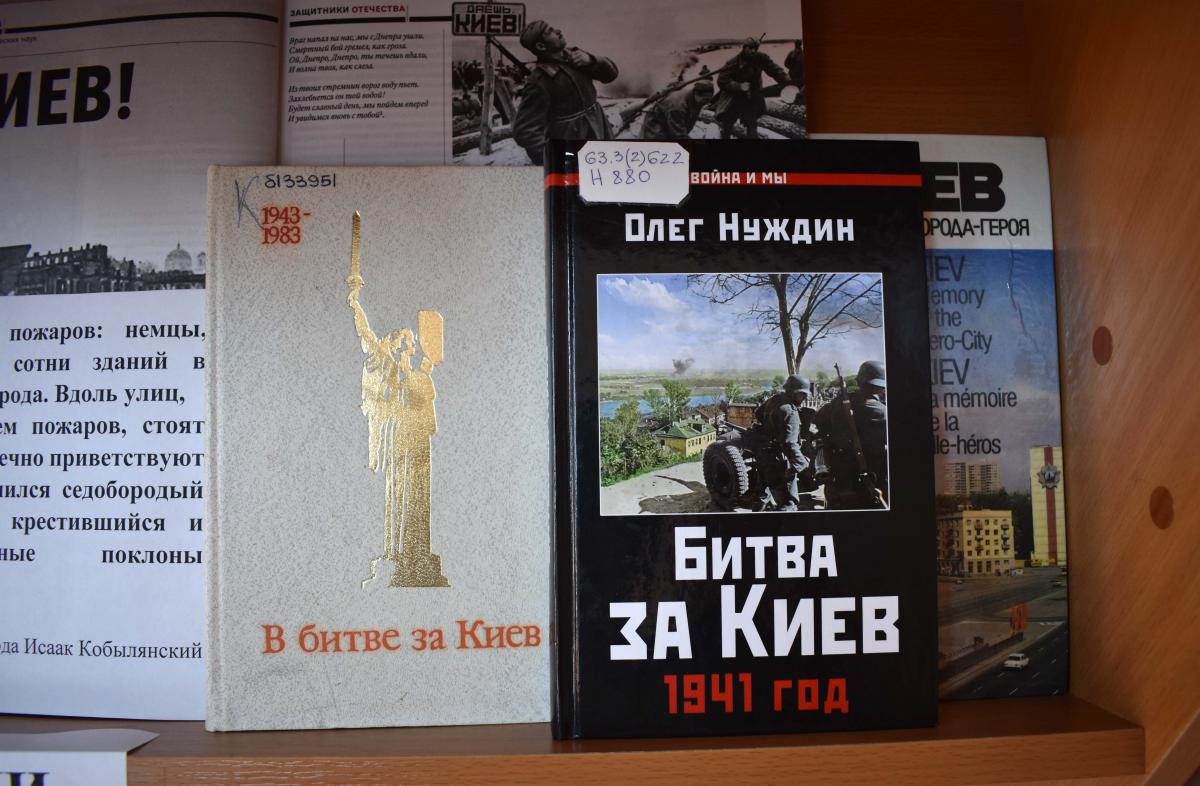 ЗАЩИТНИКИ ОТЕЧЕСТВА
Враг напал на нас, мы с Днепра ушли.
Смертный бой гремел, как гроза.
Ой, Днепро, Днепро, ты течешь вдали,
И волна твоя, как слеза.
Из твоих стремнин ворог воду пьет.
Захлебнется он той водой!
Будет славный день, мы пойдем вперед
И увидимся вновь с тобой
ДАЁШЬ
КИЕВ!
ИЕВ!
пожаров: немцы,
сотни зданий в
рода. Вдоль улиц,
ем пожаров, стоят
ечно приветствуют
ился седобородый
крестившийся и
ные поклоны
да Исаак Кобылянский
К 8133951
1943-
1983
В битве за Киев
63.3(2)622
Н 880
ВОЙНА И МЫ
ОЛЕГ НУЖДИН
БИТВА
ЗА КИЕВ
1941 ГОД
ЕВ
ОРОДА-ГЕРОЯ
IEV
emory
the
ero-City
IEV
a mémoire
e la
lle-héros